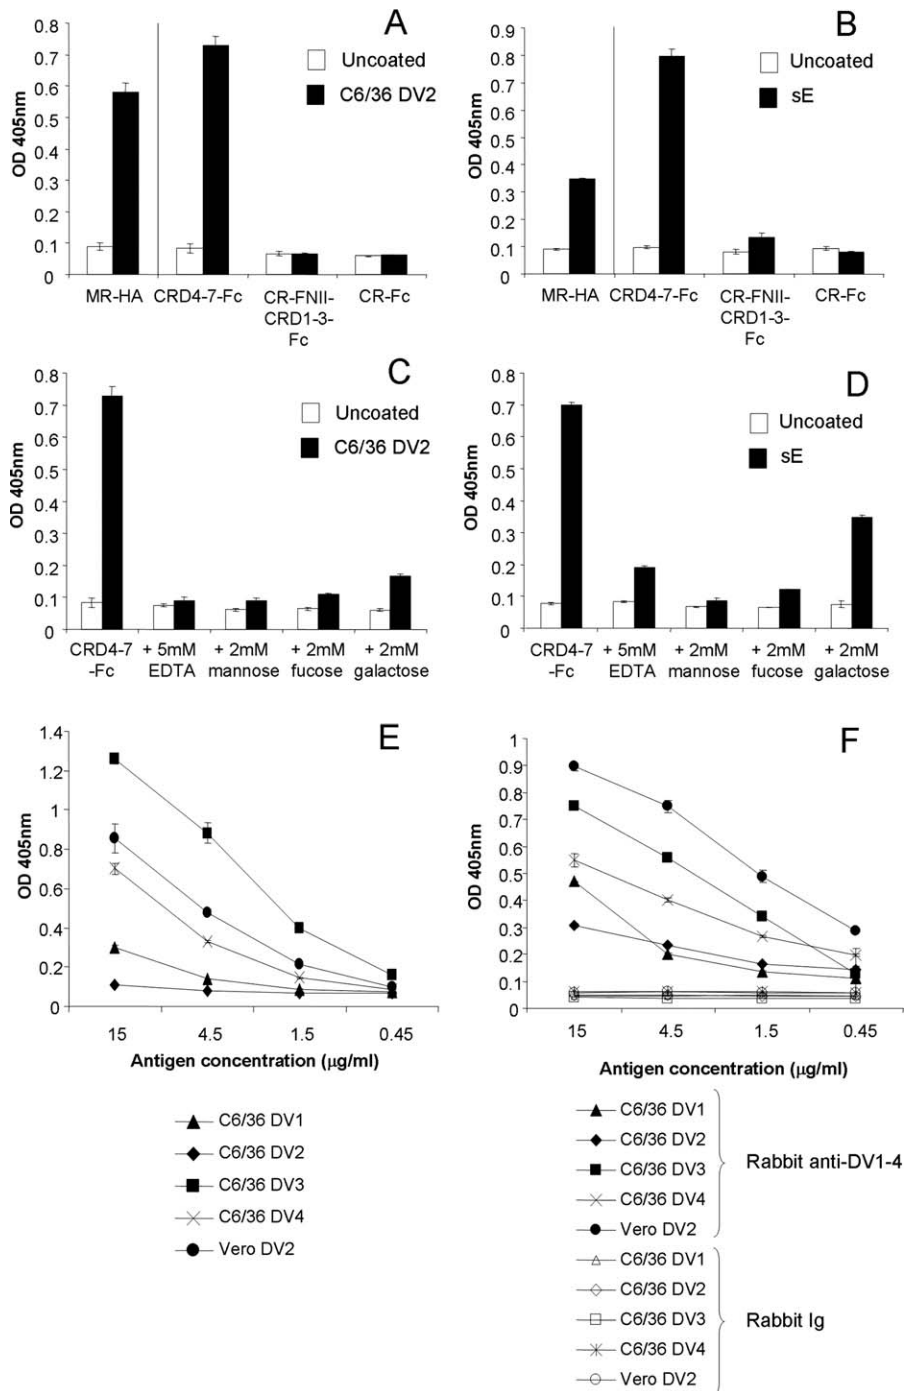 A
OD 405nm
0.8
0.7
0.6
0.5
0.4
0.3
0.2
0.1
0
Uncoated
C6/36 DV2
MR-HA
CRD4-7-Fc
CR-FNII-
CRD1-3-
Fc
CR-Fc
B
OD 405nm
0.9
0.8
0.7
0.6
0.5
0.4
0.3
0.2
0.1
0
Uncoated
sE
MR-HA
CRD4-7-Fc
CR-FNII-
CRD1-3-
Fc
CR-Fc
C
OD 405nm
0.8
0.7
0.6
0.5
0.4
0.3
0.2
0.1
0
Uncoated
C6/36 DV2
CRD4-7
-Fc
+ 5mM
EDTA
+ 2mM
mannose
+ 2mM
fucose
+ 2mM
galactose
D
OD 405nm
0.8
0.7
0.6
0.5
0.4
0.3
0.2
0.1
0
Uncoated
sE
CRD4-7
-Fc
+ 5mM
EDTA
+ 2mM
mannose
+ 2mM
fucose
+ 2mM
galactose
E
OD 405nm
1.4
1.2
1
0.8
0.6
0.4
0.2
0
15
4.5
1.5
0.45
Antigen concentration (μg/ml)
C6/36 DV1
C6/36 DV2
C6/36 DV3
C6/36 DV4
Vero DV2
F
OD 405nm
1
0.9
0.8
0.7
0.6
0.5
0.4
0.3
0.2
0.1
0
15
4.5
1.5
0.45
Antigen concentration (μg/ml)
C6/36 DV1
C6/36 DV2
C6/36 DV3
C6/36 DV4
Vero DV2
Rabbit anti-DV1-4
C6/36 DV1
C6/36 DV2
C6/36 DV3
C6/36 DV4
Vero DV2
Rabbit Ig